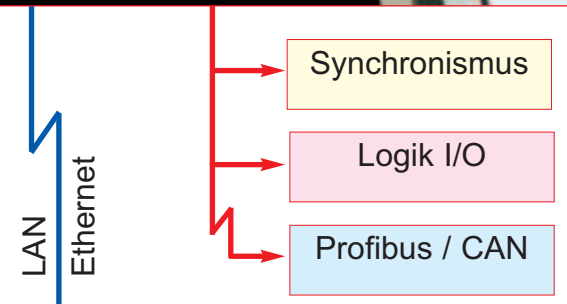 Synchronismus
Logik I/O
Profibus / CAN
LAN
Ethernet